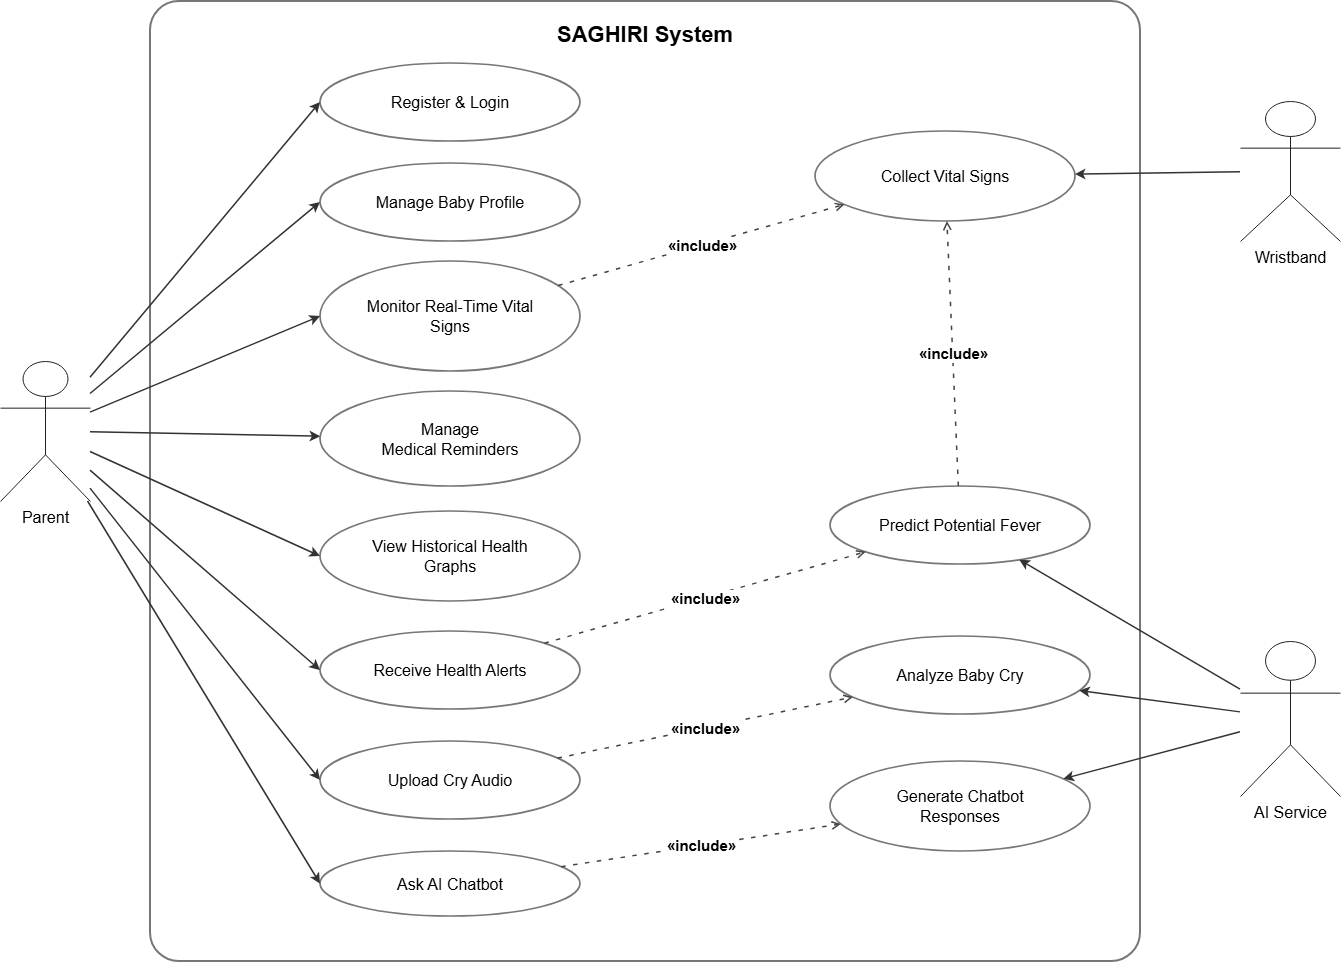 SAGHIRI System
Register & Login
Manage Baby Profile
Monitor Real-Time Vital
Signs
Manage
Medical Reminders
View Historical Health
Graphs
Receive Health Alerts
Upload Cry Audio
Ask AI Chatbot
Parent
«include»
«include»
«include»
«include»
«include»
Collect Vital Signs
Predict Potential Fever
Analyze Baby Cry
Generate Chatbot
Responses
Wristband
AI Service